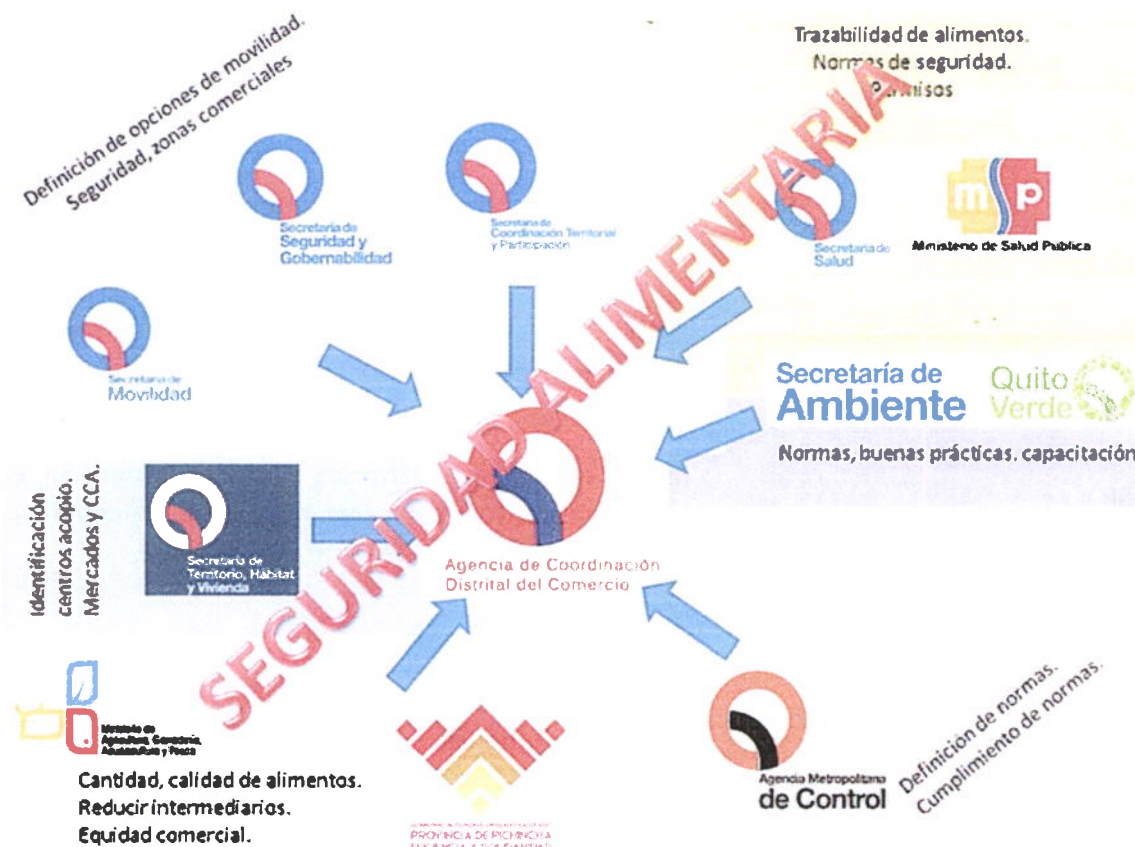 Definición de opciones de movilidad.
Seguridad, zonas comerciales
Trazabilidad de alimentos.
Normas de seguridad.
Permisos
Secretaría de
Seguridad y
Gobernabilidad
Secretaría de
Coordinación Territorial
y Participación
Secretaría de
Salud
msp
Ministerio de Salud Pública
Secretaría de
Movilidad
Secretaría de
Ambiente
Quito
Verde
Normas, buenas prácticas. capacitación
Identificación
centros acopio.
Mercados y CCA.
Secretaría de
Territorio, Hábitat
y Vivienda
Agencia de Coordinación
Distrital del Comercio
SEGURIDAD ALIMENTARIA
Ministerio de
Agricultura, Ganadería,
Acuacultura y Pesca
Cantidad, calidad de alimentos.
Reducir intermediarios.
Equidad comercial.
PROVINCIA DE PICHINCHA
EFICIENCIA Y SOLIDARIDAD
Agencia Metropolitana
de Control
Definición de normas.
Cumplimiento de normas.